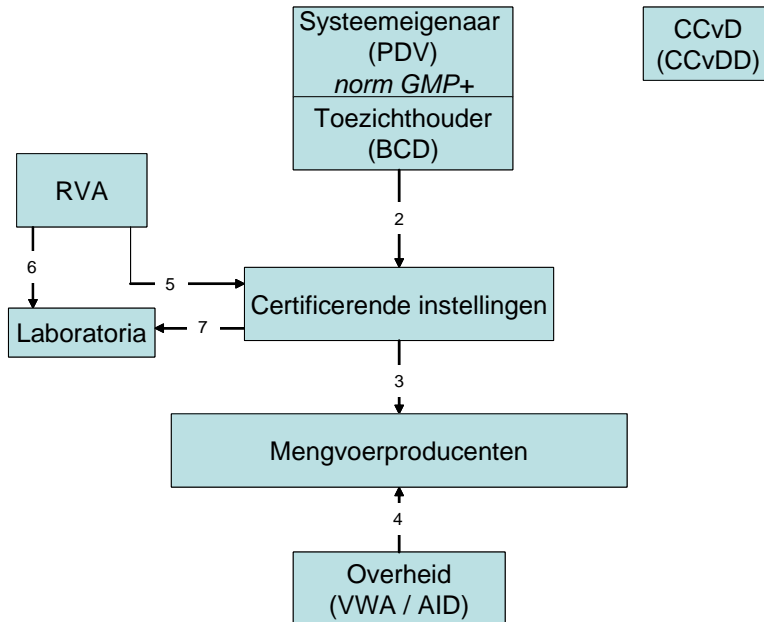 Systeemeigenaar
(PDV)
norm GMP+
CCvD
(CCvDD)
Toezichthouder
(BCD)
RVA
2
6
5
Certificerende instellingen
Laboratoria
7
3
Mengvoerproducenten
4
Overheid
(VWA / AID)